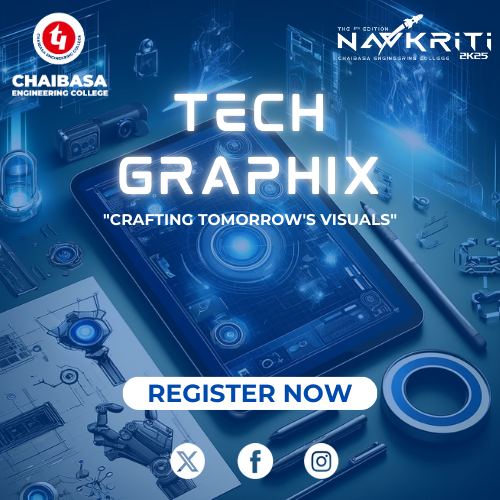 CHAIBASA
ENGINEERING COLLEGE
NAVKRITI
2K25
CHAIBASA ENGINEERING COLLEGE
TECH
GRAPHIX
"CRAFTING TOMORROW'S VISUALS"
REGISTER NOW